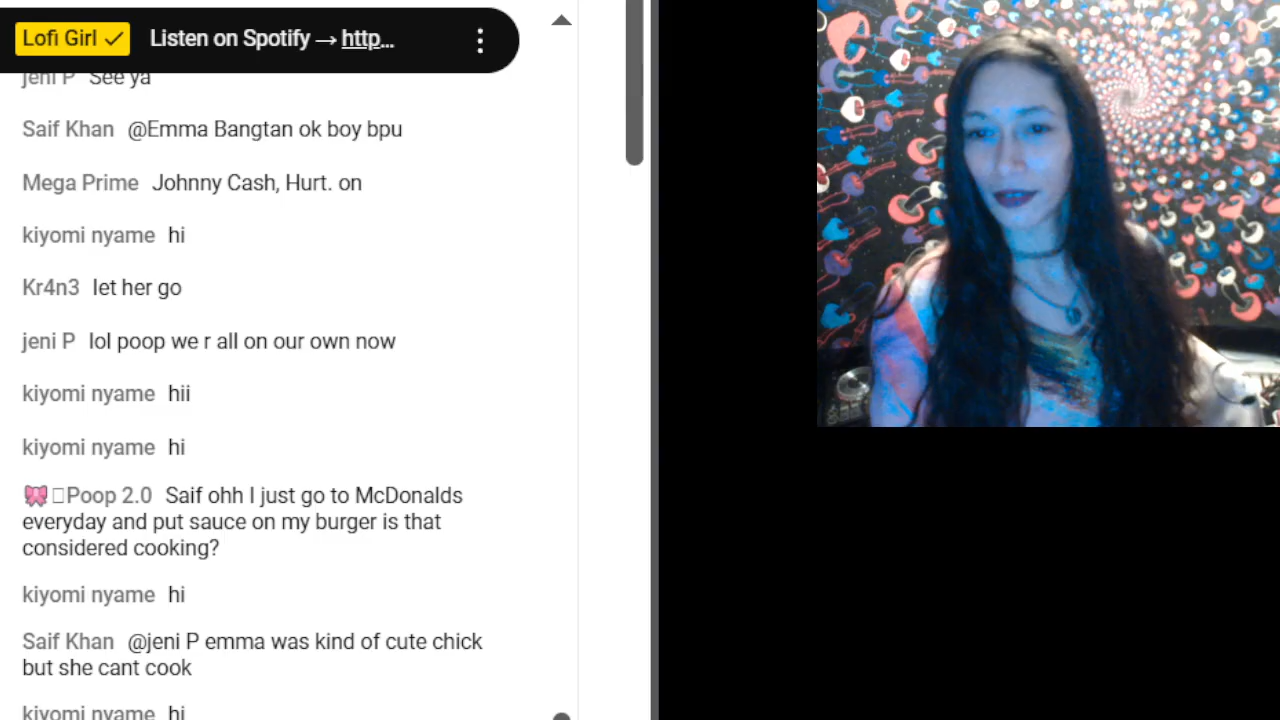 Lofi Girl ✓ Listen on Spotify → http...
jeni P See ya
Saif Khan @Emma Bangtan ok boy bpu
Mega Prime Johnny Cash, Hurt. on
kiyomi nyame hi
Kr4n3 let her go
jeni P lol poop we r all on our own now
kiyomi nyame hii
kiyomi nyame hi
🎀□Poop 2.0 Saif ohh I just go to McDonalds
everyday and put sauce on my burger is that
considered cooking?
kiyomi nyame hi
Saif Khan @jeni P emma was kind of cute chick
but she cant cook
kiyomi nyame hi